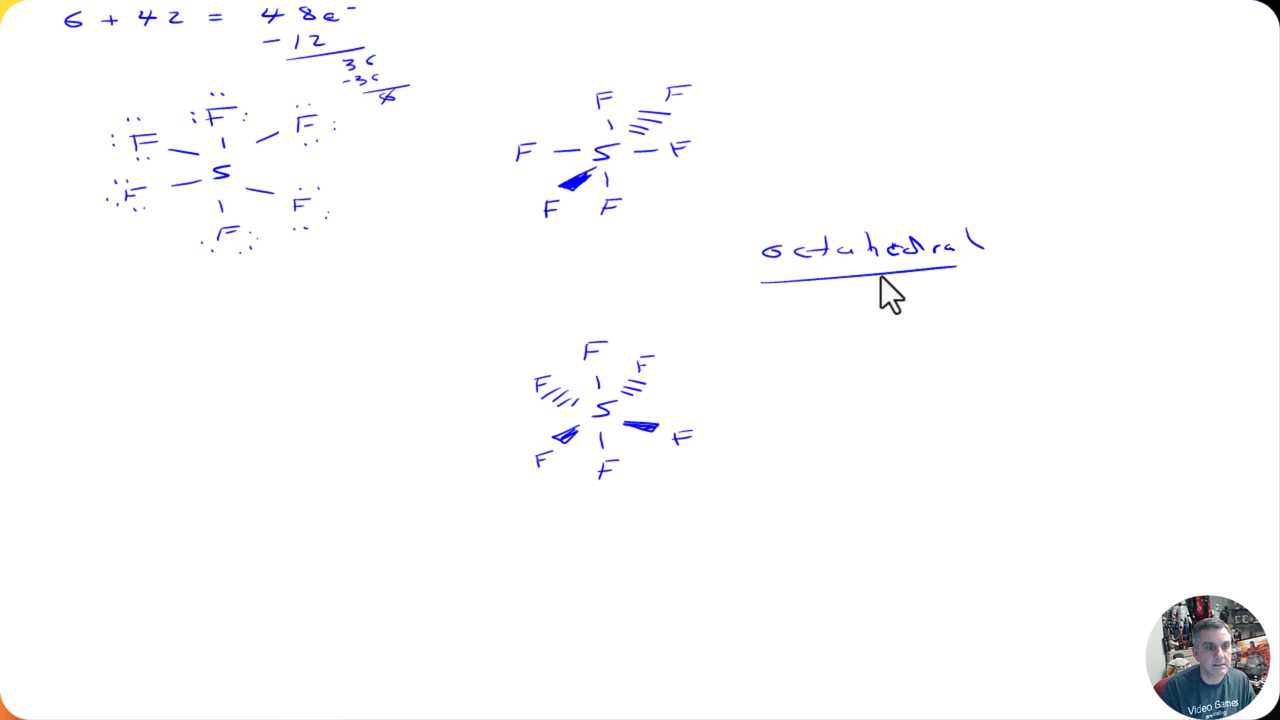 6 + 42 = 48e⁻
- 12
36
-36
0
:F: :F: F:
S
F F
F
F F
F — S — F
F F
octahedral
F
F F
S
F F
F
Video Games